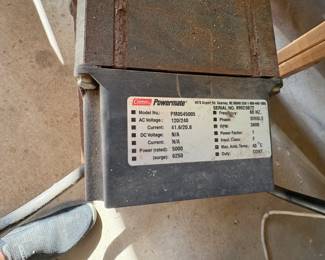 Coleman Powermate
Model No.: PM0545005
AC Voltage: 120/240
Current: 41.6/20.8
DC Voltage: N/A
Current: N/A
Power (rated): 5000
(surge): 6250
SERIAL NO.
Frequency: 60 HZ.
Phase: SINGLE
RPM:
Power Factor: 1
Input Class:
Max. Amb. Temp.: 40 °C
Duty: CONT.